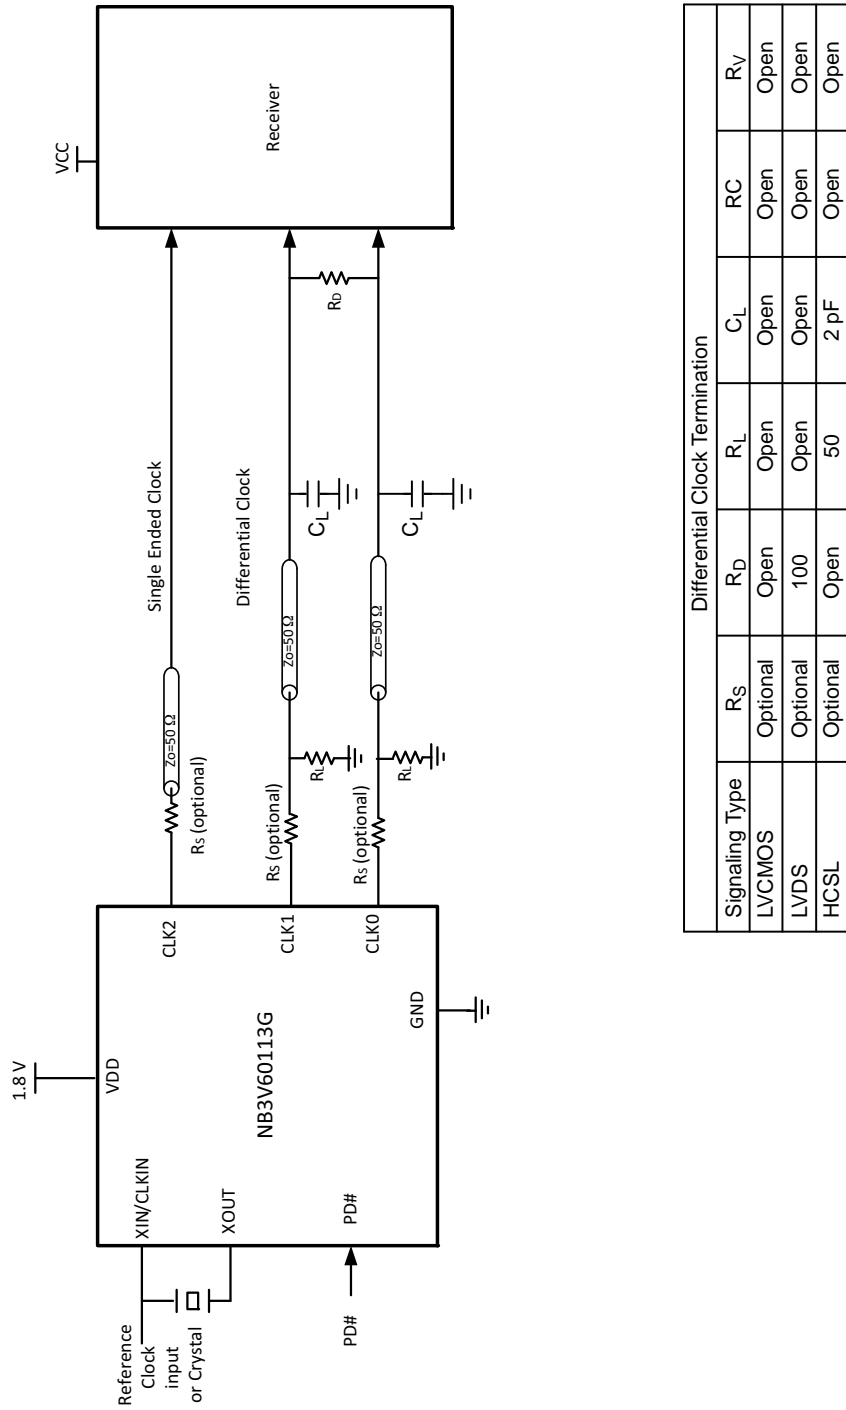 VCC
Receiver
Single Ended Clock
Differential Clock
RD
CL
CL
Zo=50 Ω
Zo=50 Ω
Zo=50 Ω
RL
RL
Rs (optional)
Rs (optional)
Rs (optional)
CLK2
CLK1
CLK0
1.8 V
VDD
GND
NB3V60113G
XIN/CLKIN
XOUT
PD#
PD#
Reference
Clock
input
or Crystal
Differential Clock Termination
Signaling Type RS RD RL CL RC RV
LVCMOS Optional Open Open Open Open Open
LVDS Optional 100 Open Open Open Open
HCSL Optional Open 50 2 pF Open Open